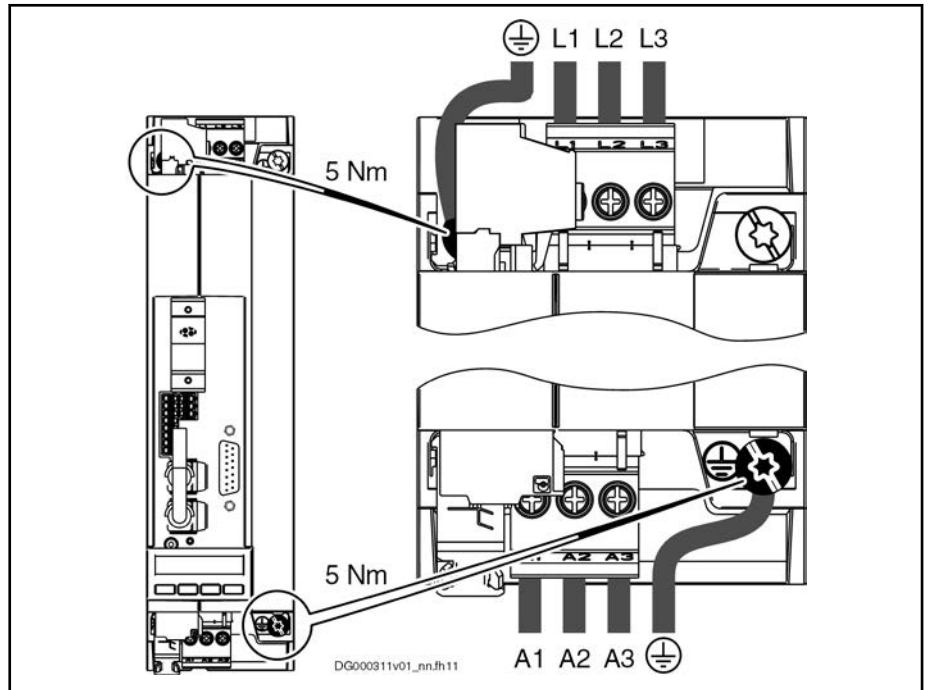 L1 L2 L3
L1 L2 L3
5 Nm
5 Nm
A2 A3
A1 A2 A3
DG000311v01_nn.fh11